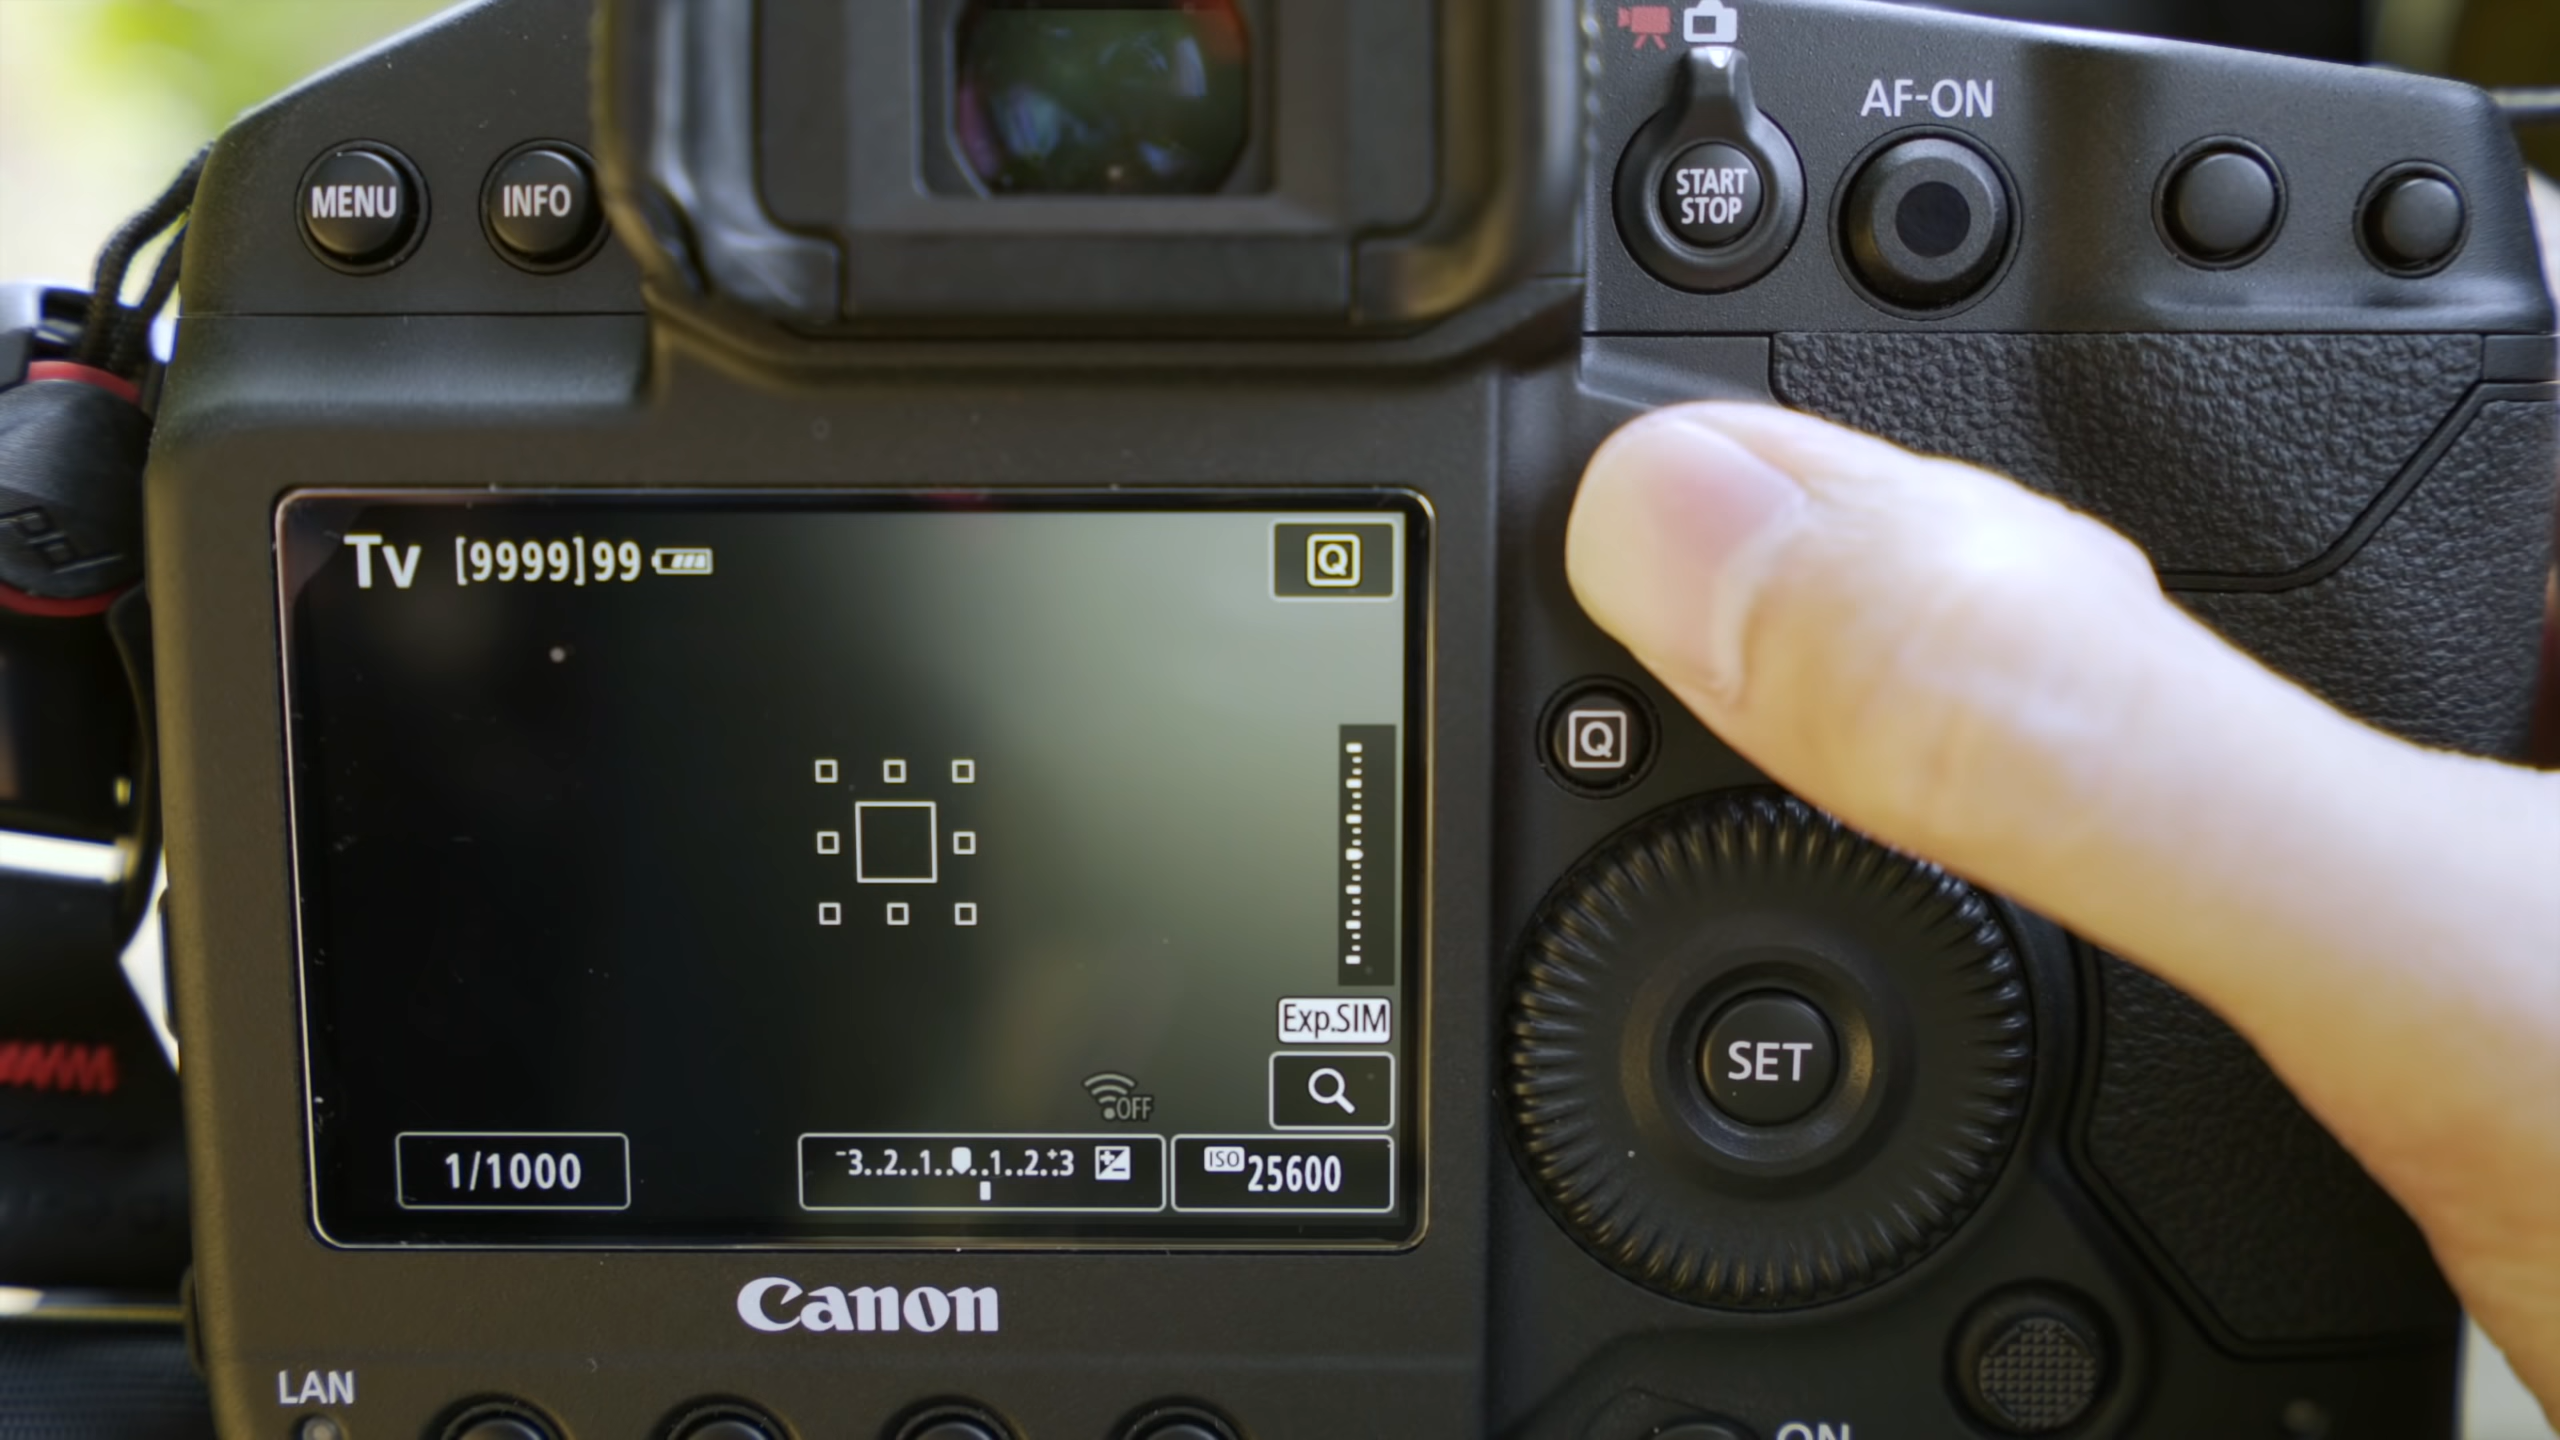 MENU
INFO
START
STOP
AF-ON
Tv [9999]99
Q
Q
Exp.SIM
OFF
1/1000
-3..2..1....1..2.+3
ISO 25600
SET
Canon
LAN
ON